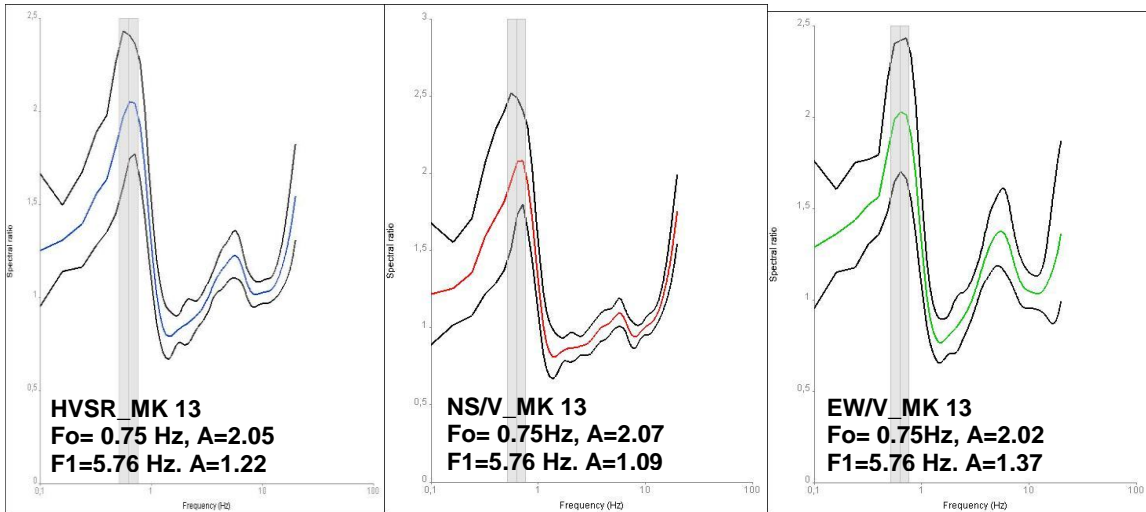 2,5
2
1,5
1
0,5
0
Spectral ratio
0,1
1
10
100
Frequency (Hz)
HVSR_MK 13
Fo= 0.75 Hz, A=2.05
F1=5.76 Hz. A=1.22
3
2,5
2
1,5
1
0,5
0
Spectral ratio
0,1
1
10
100
Frequency (Hz)
NS/V_MK 13
Fo= 0.75Hz, A=2.07
F1=5.76 Hz. A=1.09
2,5
2
1,5
1
0,5
0
Spectral ratio
0,1
1
10
100
Frequency (Hz)
EW/V_MK 13
Fo= 0.75Hz, A=2.02
F1=5.76 Hz. A=1.37